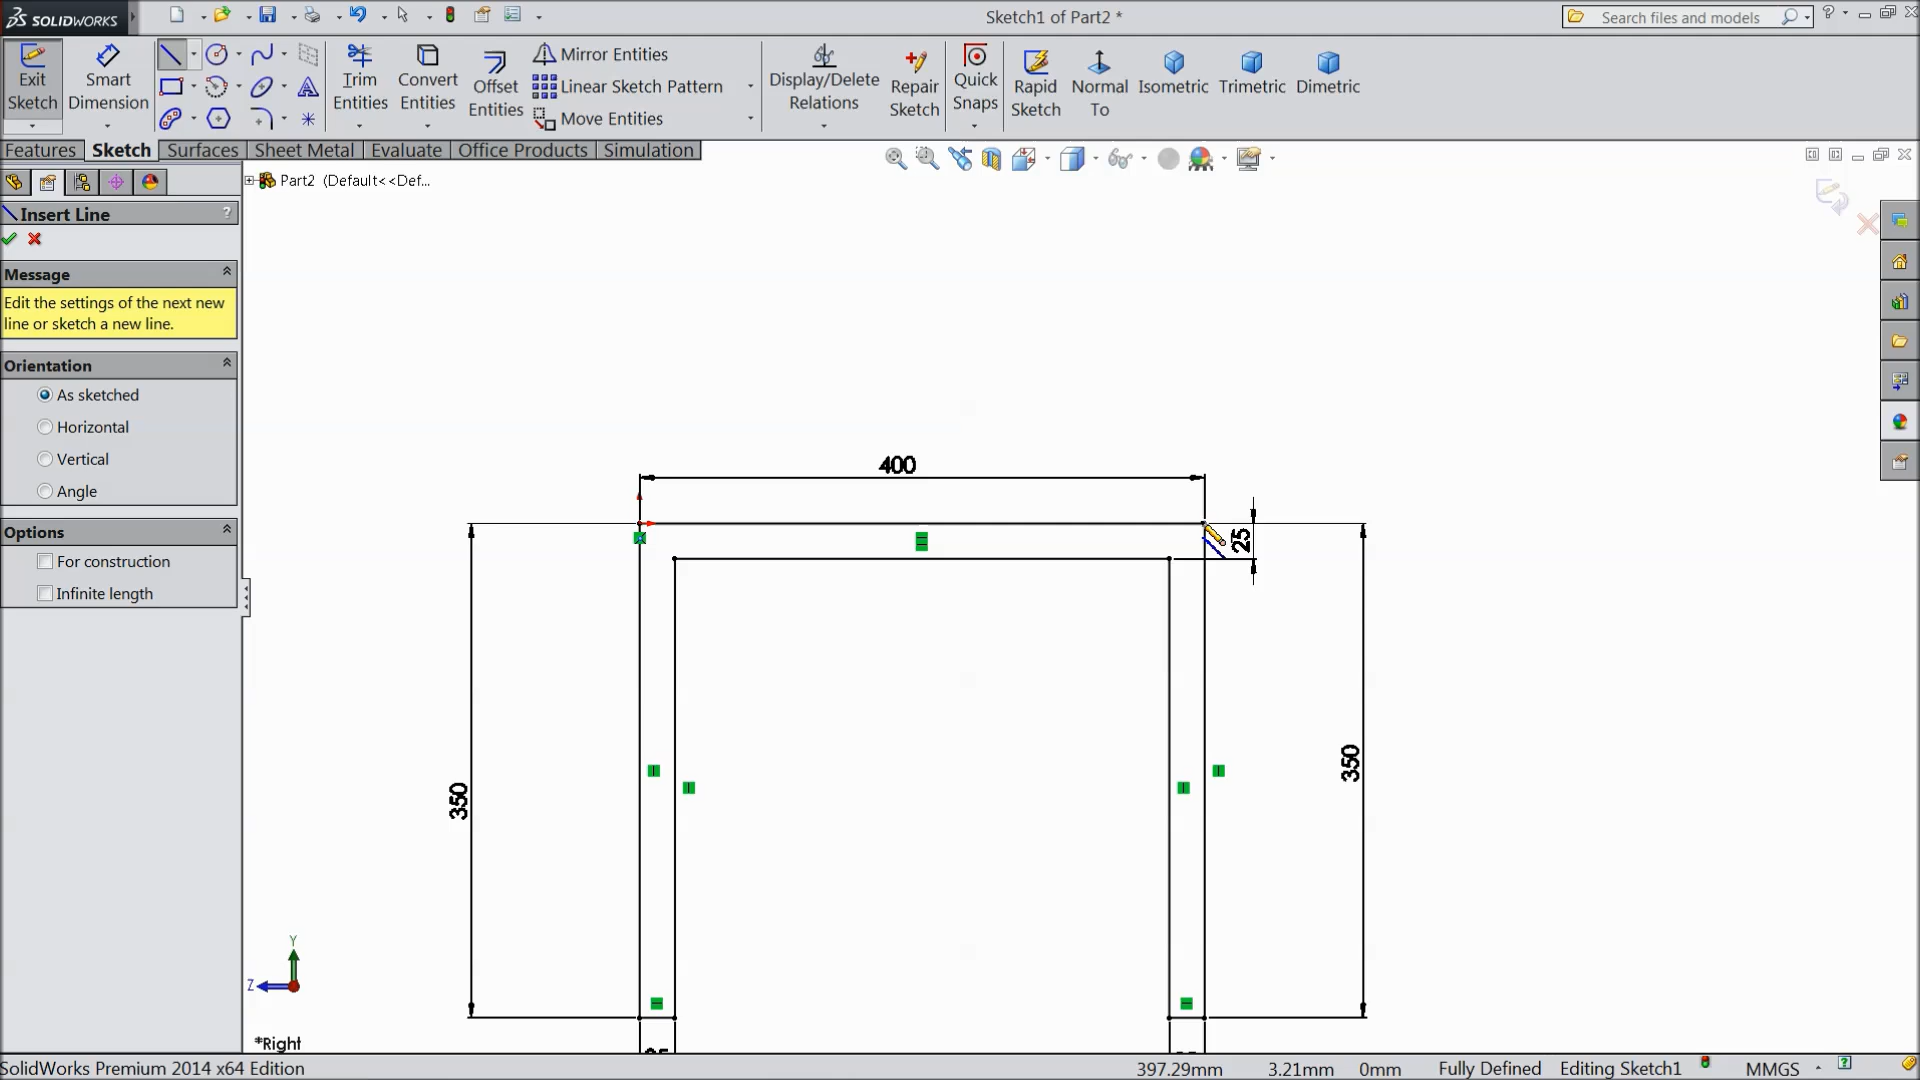 SOLIDWORKS
Sketch1 of Part2 *
Search files and models
?
Exit Sketch
Smart Dimension
Trim Entities
Convert Entities
Offset Entities
Mirror Entities
Linear Sketch Pattern
Move Entities
Display/Delete Relations
Repair Sketch
Quick Snaps
Rapid Sketch
Normal To
Isometric
Trimetric
Dimetric
Features
Sketch
Surfaces
Sheet Metal
Evaluate
Office Products
Simulation
Part2 (Default<<Def...
Insert Line
?
Message
Edit the settings of the next new
line or sketch a new line.
Orientation
As sketched
Horizontal
Vertical
Angle
Options
For construction
Infinite length
400
25
350
350
Y
Z
*Right
SolidWorks Premium 2014 x64 Edition
397.29mm
3.21mm
0mm
Fully Defined
Editing Sketch1
MMGS
?